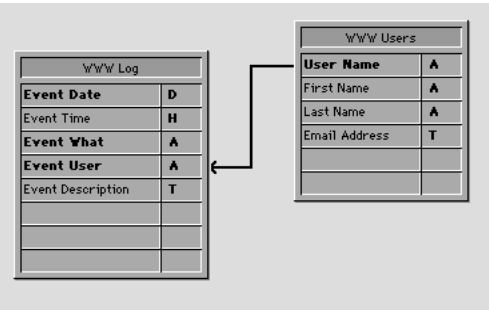 WWW Log
Event Date D
Event Time H
Event What A
Event User A
Event Description T
WWW Users
User Name A
First Name A
Last Name A
Email Address T